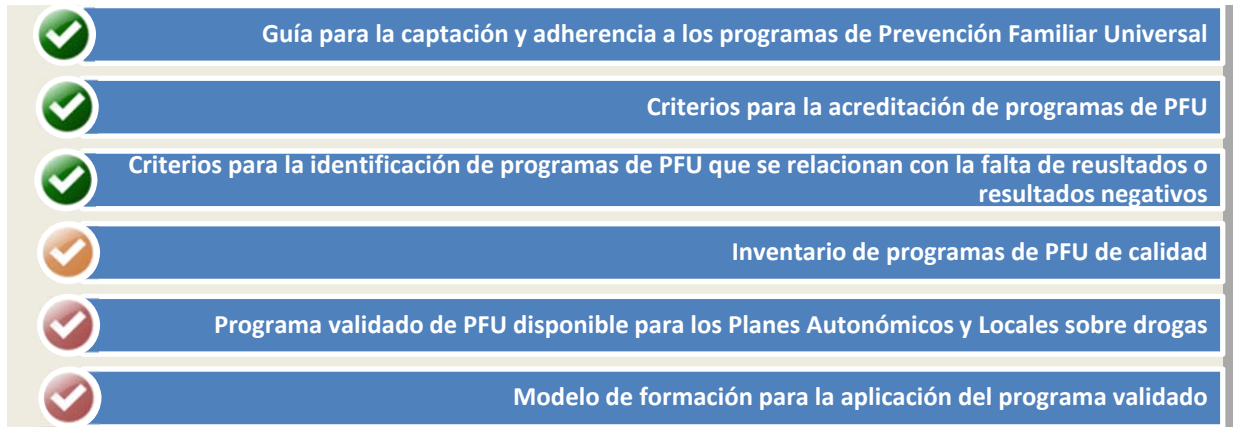 Guía para la captación y adherencia a los programas de Prevención Familiar Universal
Criterios para la acreditación de programas de PFU
Criterios para la identificación de programas de PFU que se relacionan con la falta de reusltados o
resultados negativos
Inventario de programas de PFU de calidad
Programa validado de PFU disponible para los Planes Autonómicos y Locales sobre drogas
Modelo de formación para la aplicación del programa validado